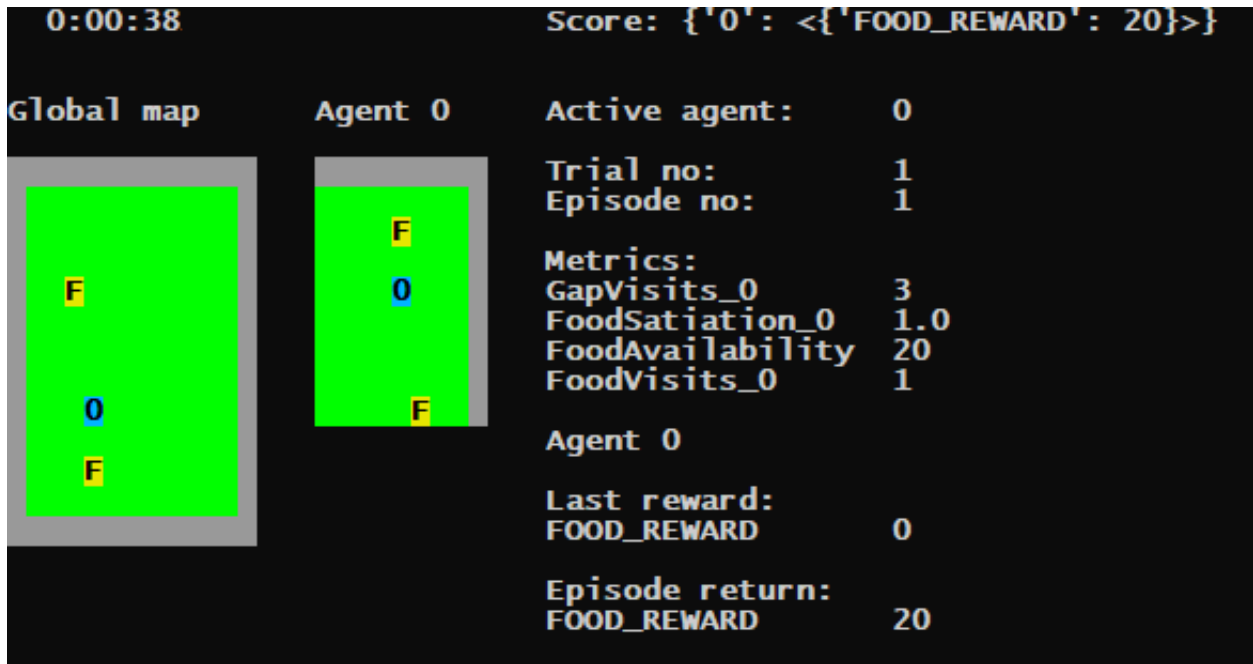 0:00:38 Score: {'0': <{'FOOD_REWARD': 20}>}
Global map Agent 0 Active agent: 0
Trial no: 1
Episode no: 1
F
Metrics:
F 0 GapVisits_0 3
FoodSatiation_0 1.0
FoodAvailability 20
FoodVisits_0 1
0 F
Agent 0
F
Last reward:
FOOD_REWARD 0
Episode return:
FOOD_REWARD 20